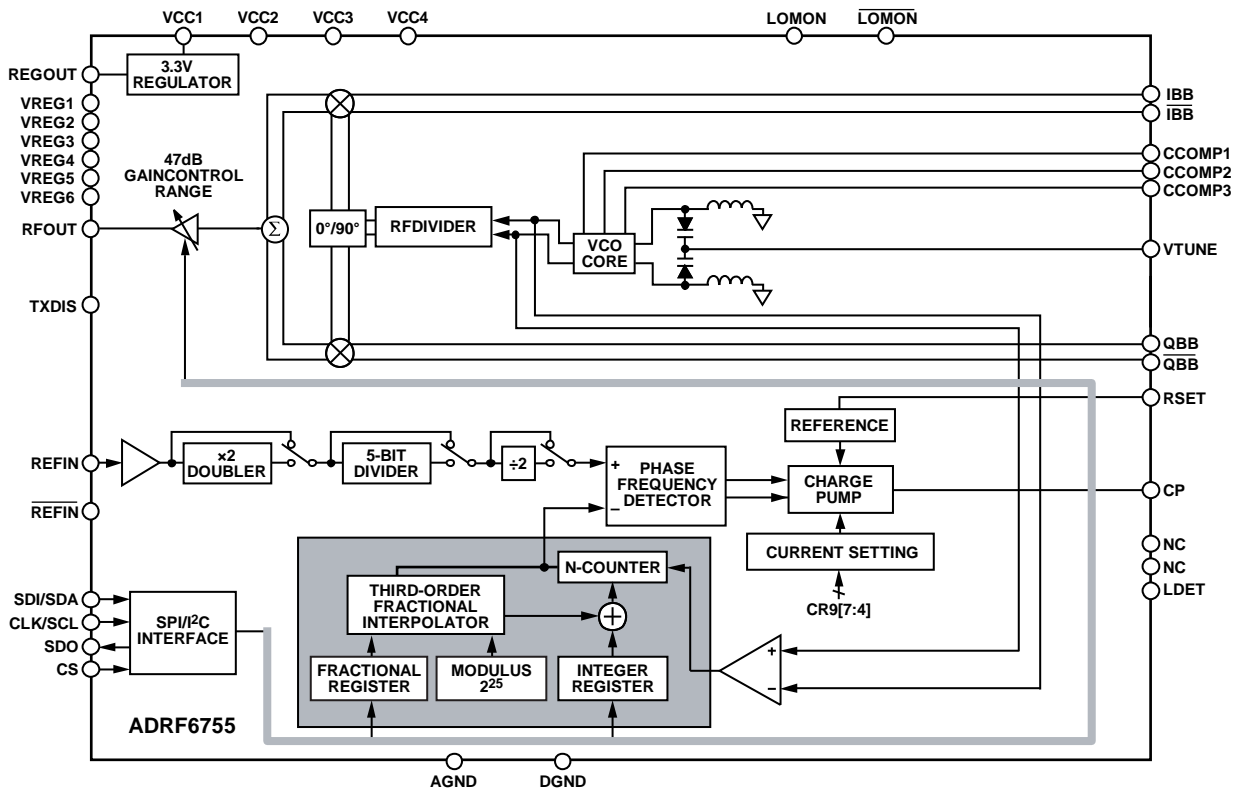 VCC1
VCC2
VCC3
VCC4
LOMON
LOMON
REGOUT
3.3V
REGULATOR
VREG1
VREG2
VREG3
VREG4
VREG5
VREG6
47dB
GAINCONTROL
RANGE
RFOUT
Σ
0°/90°
RFDIVIDER
VCO
CORE
IBB
IBB
CCOMP1
CCOMP2
CCOMP3
VTUNE
TXDIS
QBB
QBB
RSET
REFERENCE
REFIN
×2
DOUBLER
5-BIT
DIVIDER
÷2
+
–
PHASE
FREQUENCY
DETECTOR
CHARGE
PUMP
CP
REFIN
CURRENT SETTING
CR9[7:4]
NC
NC
LDET
N-COUNTER
THIRD-ORDER
FRACTIONAL
INTERPOLATOR
+
SDI/SDA
CLK/SCL
SDO
CS
SPI/I2C
INTERFACE
FRACTIONAL
REGISTER
MODULUS
225
INTEGER
REGISTER
+
–
ADRF6755
AGND
DGND